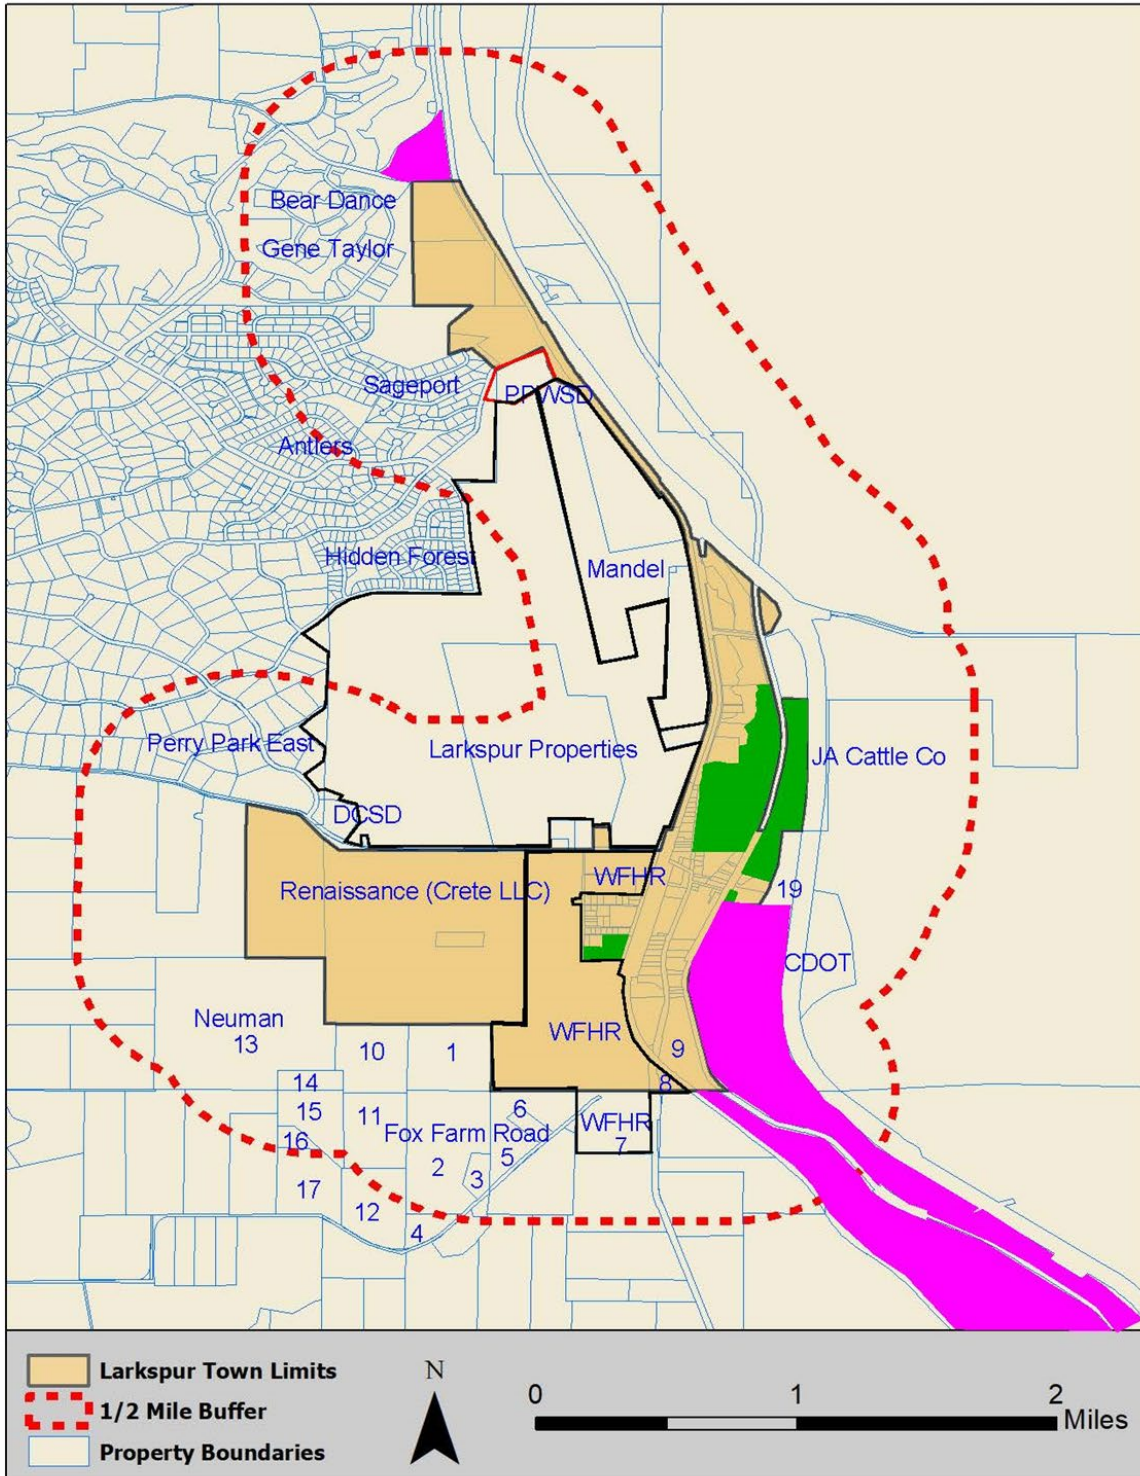 Bear Dance
Gene Taylor
Sageport
PPWSD
Antlers
Hidden Forest
Mandel
Perry Park East
Larkspur Properties
JA Cattle Co
DCSD
Renaissance (Crete LLC)
WFHR
19
CDOT
Neuman
13
10
1
WFHR
9
8
14
15
11
6
Fox Farm Road
WFHR
7
16
2
5
3
17
12
4
Larkspur Town Limits
1/2 Mile Buffer
Property Boundaries
N
0 1 2
Miles